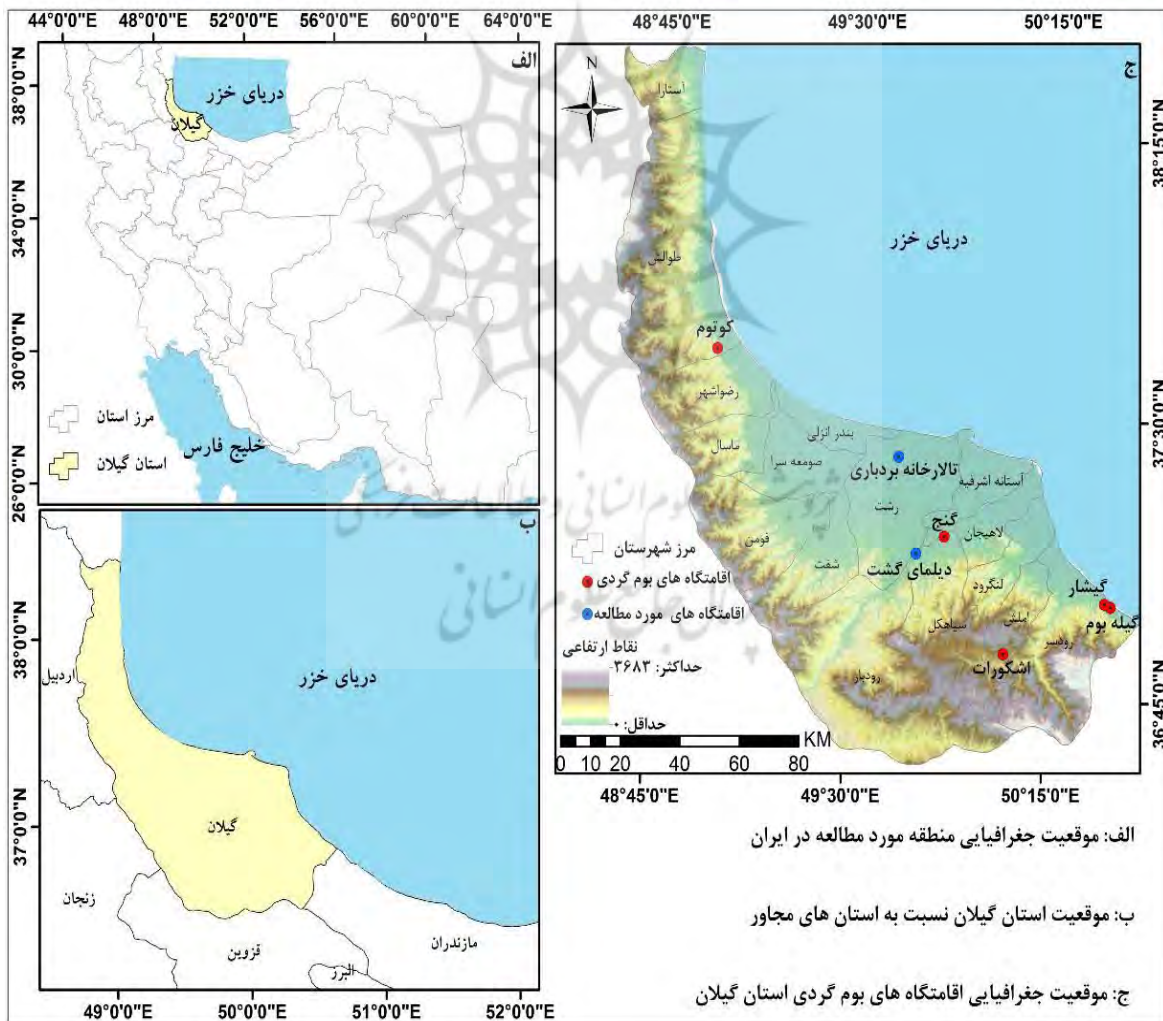 44°0'0"E 48°0'0"E 52°0'0"E 56°0'0"E 60°0'0"E 64°0'0"E
38°0'0"N
34°0'0"N
30°0'0"N
26°0'0"N
الف
دریای خزر
گیلان
مرز استان
استان گیلان
خلیج فارس
38°0'0"N
37°0'0"N
ب
دریای خزر
اردبیل
گیلان
زنجان
قزوین
البرز
مازندران
49°0'0"E 50°0'0"E 51°0'0"E 52°0'0"E
48°45'0"E 49°30'0"E 50°15'0"E
38°15'0"N
37°30'0"N
36°45'0"N
ج
N
آستارا
دریای خزر
طوالش
کوتوم
رضوانشهر
بندر انزلی
ماسال
صومعه سرا
تالارخانه بردباری
آستانه اشرفیه
رشت
گنج
لاهیجان
فومن
شفت
دیلمای گشت
لنگرود
گیشار
گیله بوم
املش
سیاهکل
رودسر
اشکورات
رودبار
مرز شهرستان
اقامتگاه های بوم گردی
اقامتگاه های مورد مطالعه
نقاط ارتفاعی
حداکثر: ۳۶۸۳
حداقل: ۰
KM
0 10 20 40 60 80
48°45'0"E 49°30'0"E 50°15'0"E
الف: موقعیت جغرافیایی منطقه مورد مطالعه در ایران
ب: موقعیت استان گیلان نسبت به استان های مجاور
ج: موقعیت جغرافیایی اقامتگاه های بوم گردی استان گیلان